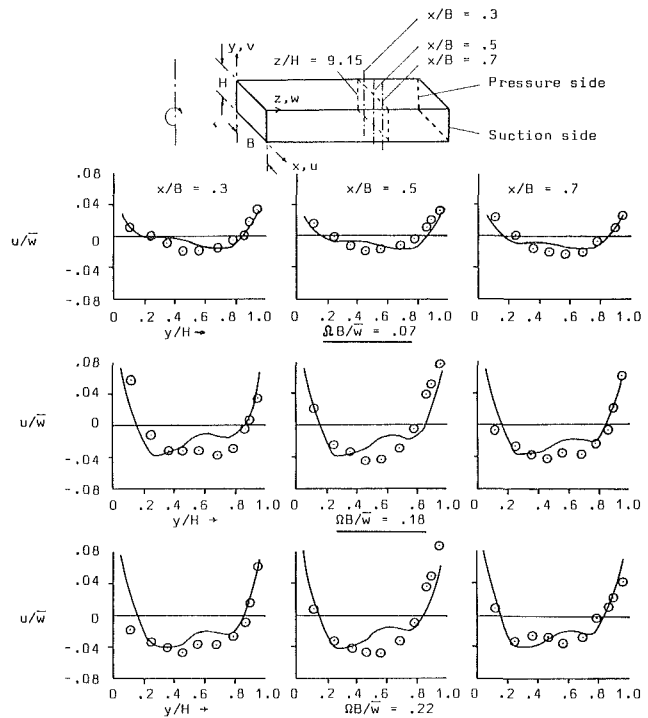 x/B = .3
y,v
z/H = 9.15
x/B = .5
x/B = .7
H
Pressure side
z,w
B
Suction side
x,u
.08
x/B = .3
x/B = .5
x/B = .7
.04
u/w̅
0
-.04
-.08
0 .2 .4 .6 .8 1.0
0 .2 .4 .6 .8 1.0
0 .2 .4 .6 .8 1.0
y/H →
ΩB/w̅ = .07
.08
.04
u/w̅
0
-.04
-.08
0 .2 .4 .6 .8 1.0
0 .2 .4 .6 .8 1.0
0 .2 .4 .6 .8 1.0
y/H →
ΩB/w̅ = .18
.08
.04
u/w̅
0
-.04
-.08
0 .2 .4 .6 .8 1.0
0 .2 .4 .6 .8 1.0
0 .2 .4 .6 .8 1.0
y/H →
ΩB/w̅ = .22